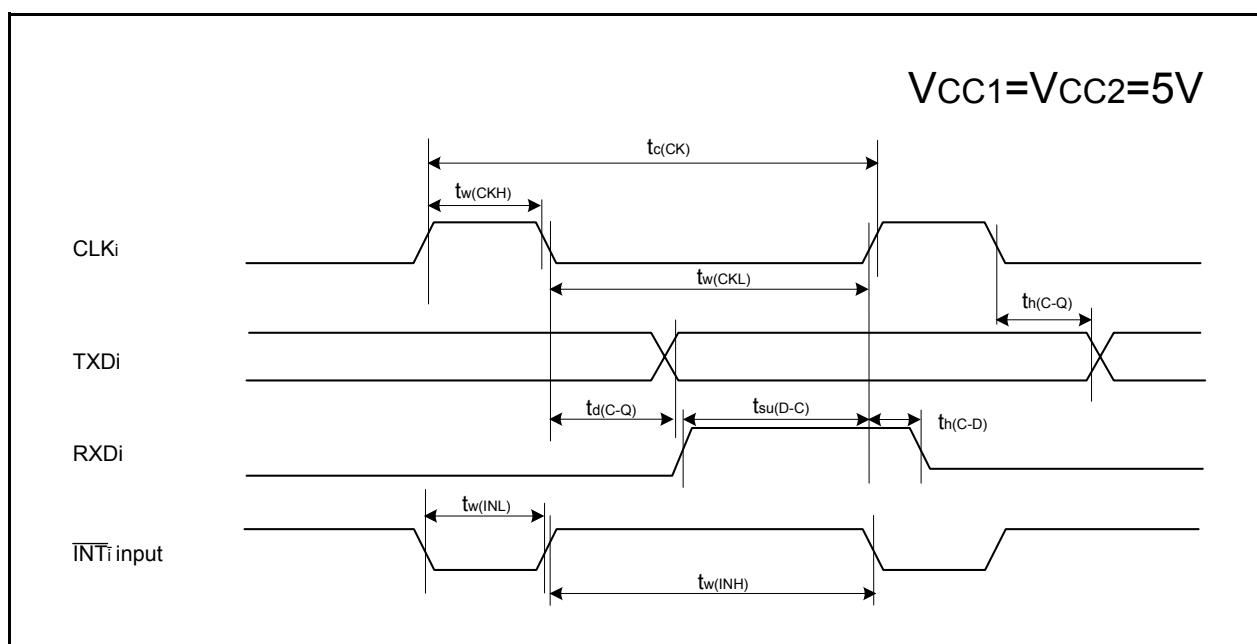 VCC1=VCC2=5V
tc(CK)
tw(CKH)
CLKi
tw(CKL)
th(C-Q)
TXDi
td(C-Q)
tsu(D-C)
th(C-D)
RXDi
tw(INL)
INTi input
tw(INH)